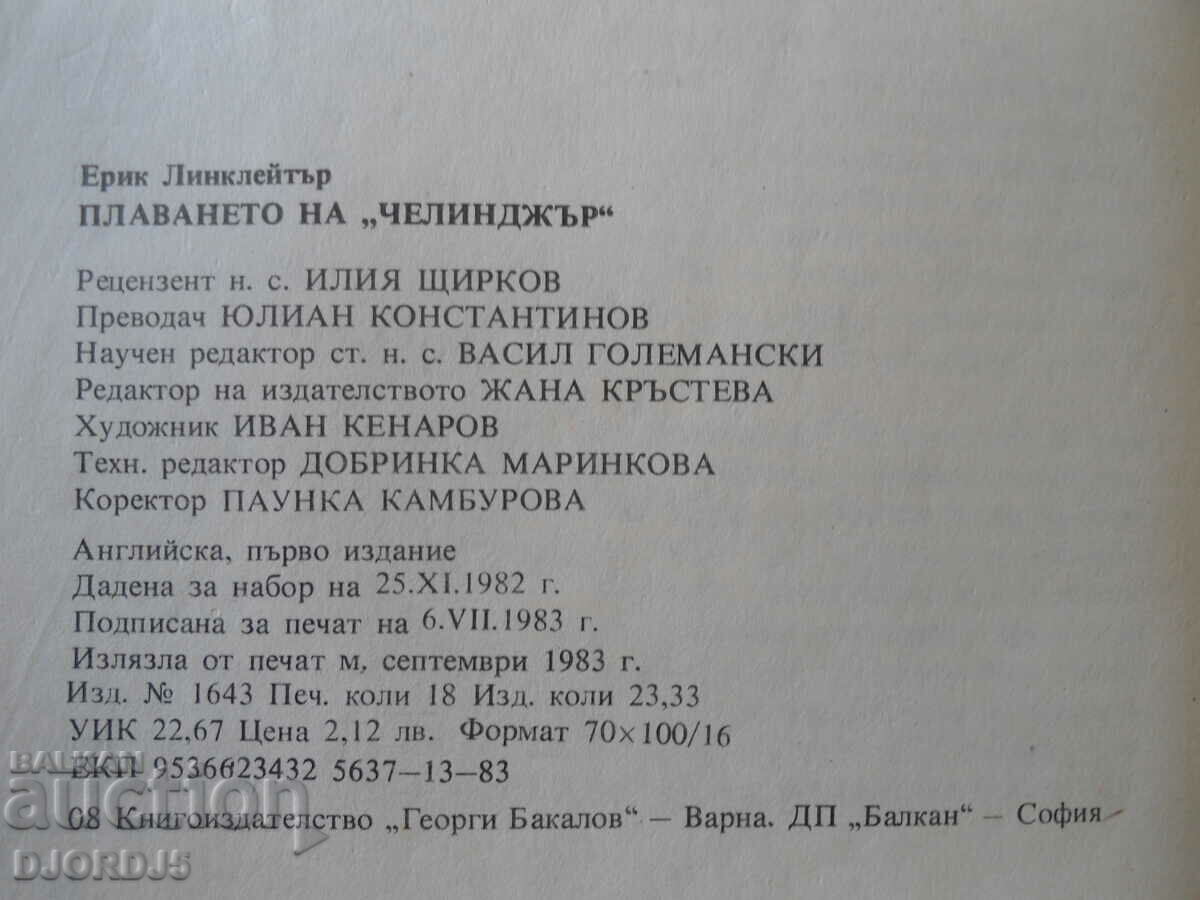 Ерик Линклейтър
ПЛАВАНЕТО НА „ЧЕЛИНДЖЪР“
Рецензент н. с. ИЛИЯ ЩИРКОВ
Преводач ЮЛИАН КОНСТАНТИНОВ
Научен редактор ст. н. с. ВАСИЛ ГОЛЕМАНСКИ
Редактор на издателството ЖАНА КРЪСТЕВА
Художник ИВАН КЕНАРОВ
Техн. редактор ДОБРИНКА МАРИНКОВА
Коректор ПАУНКА КАМБУРОВА
Английска, първо издание
Дадена за набор на 25.XI.1982 г.
Подписана за печат на 6.VII.1983 г.
Излязла от печат м, септември 1983 г.
Изд. № 1643 Печ. коли 18 Изд. коли 23,33
УИК 22,67 Цена 2,12 лв. Формат 70×100/16
ЕКП 9536623432 5637—13—83
08 Книгоиздателство „Георги Бакалов“ — Варна. ДП „Балкан“ — София
BALKAN
auction
DJORDJ5